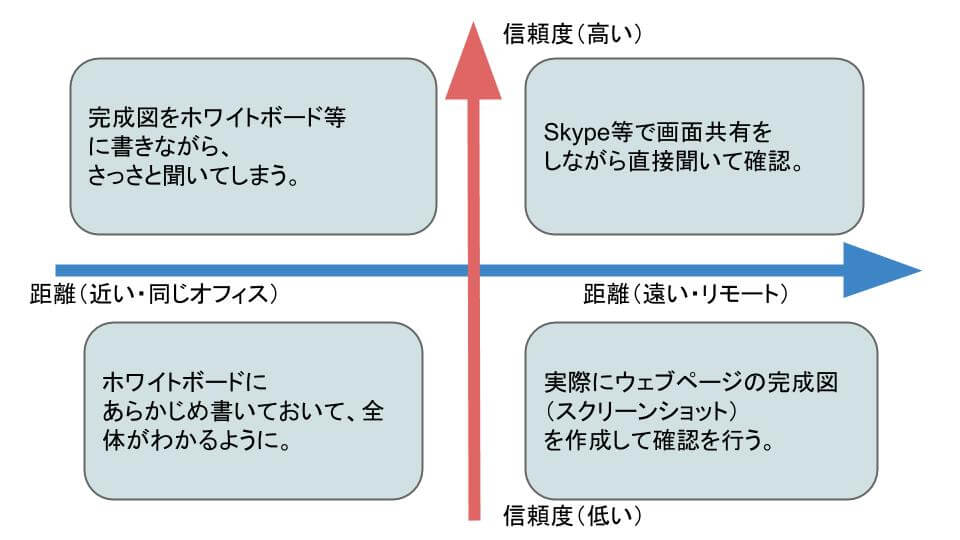 信頼度（高い）
完成図をホワイトボード等
に書きながら、
さっさと聞いてしまう。
Skype等で画面共有を
しながら直接聞いて確認。
距離（近い・同じオフィス）
距離（遠い・リモート）
ホワイトボードに
あらかじめ書いておいて、全
体がわかるように。
実際にウェブページの完成図
（スクリーンショット）
を作成して確認を行う。
信頼度（低い）